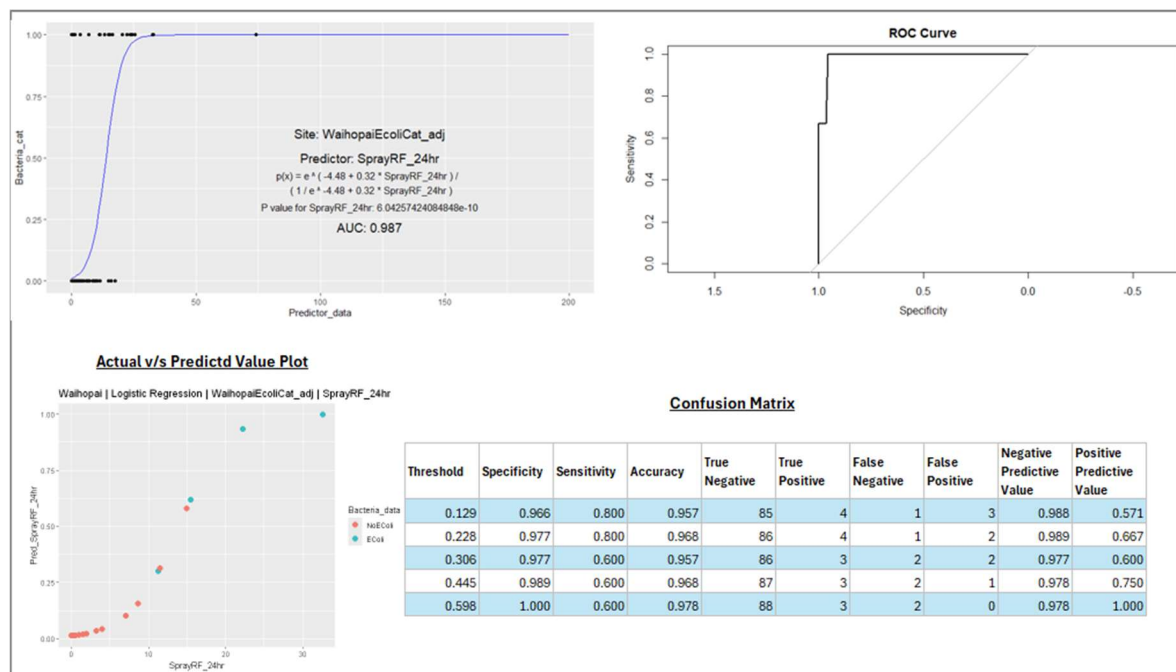 1.00
0.75
0.50
0.25
0.00
Bacteria_cat
Site: WaihopaiEcoliCat_adj
Predictor: SprayRF_24hr
p(x) = e ^ ( -4.48 + 0.32 * SprayRF_24hr ) /
( 1 / e ^ -4.48 + 0.32 * SprayRF_24hr )
P value for SprayRF_24hr: 6.04257424084848e-10
AUC: 0.987
0 50 100 150 200
Predictor_data
ROC Curve
1.0
0.8
0.6
0.4
0.2
0.0
Sensitivity
1.5 1.0 0.5 0.0 -0.5
Specificity
Actual v/s Predictd Value Plot
Waihopai | Logistic Regression | WaihopaiEcoliCat_adj | SprayRF_24hr
1.00
0.75
0.50
0.25
0.00
Pred_SprayRF_24hr
0 10 20 30
SprayRF_24hr
Bacteria_data
NoEColi
EColi
Confusion Matrix
Threshold Specificity Sensitivity Accuracy True Negative True Positive False Negative False Positive Negative Predictive Value Positive Predictive Value
0.129 0.966 0.800 0.957 85 4 1 3 0.988 0.571
0.228 0.977 0.800 0.968 86 4 1 2 0.989 0.667
0.306 0.977 0.600 0.957 86 3 2 2 0.977 0.600
0.445 0.989 0.600 0.968 87 3 2 1 0.978 0.750
0.598 1.000 0.600 0.978 88 3 2 0 0.978 1.000